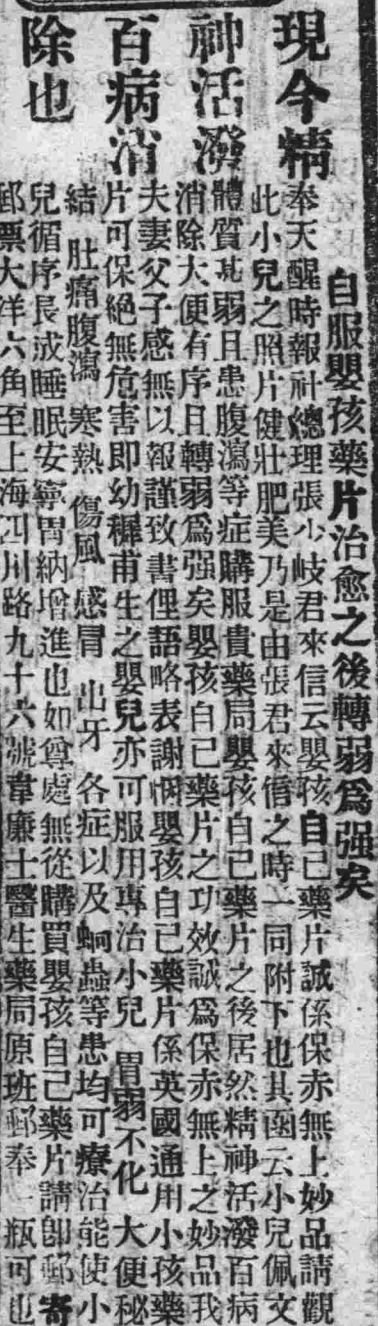 現今精
神活潑
百病消
除也
自服嬰孩藥片治愈之後轉弱爲强矣
奉天醒時報社總理張少岐君來信云嬰孩自己藥片誠係保赤無上妙品請觀
此小兒之照片健壯肥美乃是由張君來信之時一同附下也其函云小兒佩文
體質甚弱且患腹瀉等症購服貴藥局嬰孩自己藥片之後居然精神活潑百病
消除大便有序且轉弱爲强矣嬰孩自己藥片之功效誠爲保赤無上之妙品我
夫妻父子感無以報謹致書俚語略表謝悃嬰孩自己藥片係英國通用小孩藥
片可保絕無危害即幼穉甫生之嬰兒亦可服用專治小兒 胃弱不化 大便秘
結 肚痛腹瀉 寒熱 傷風 感冒 出牙 各症以及蛔蟲等患均可療治能使小
兒循序長成睡眠安寧胃納增進也如尊處無從購買嬰孩自己藥片請卽郵寄
郵票大洋六角至上海四川路九十六號韋廉士醫生藥局原班郵奉一瓶可也